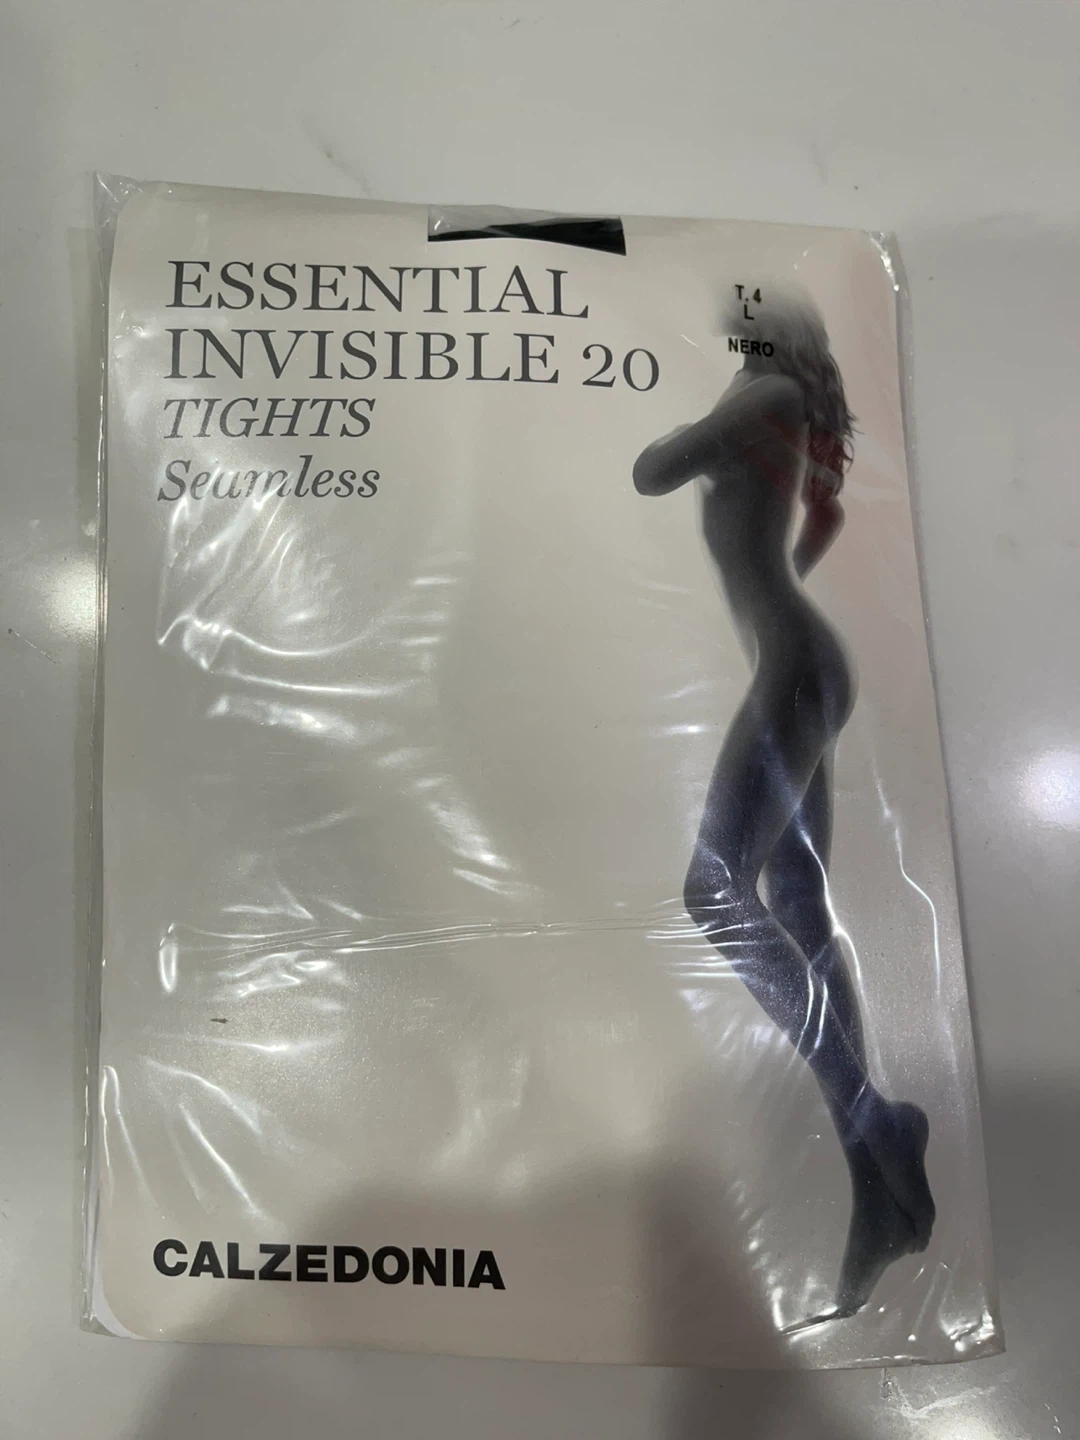 ESSENTIAL
INVISIBLE 20
TIGHTS
Seamless
T. 4
L
NERO
CALZEDONIA